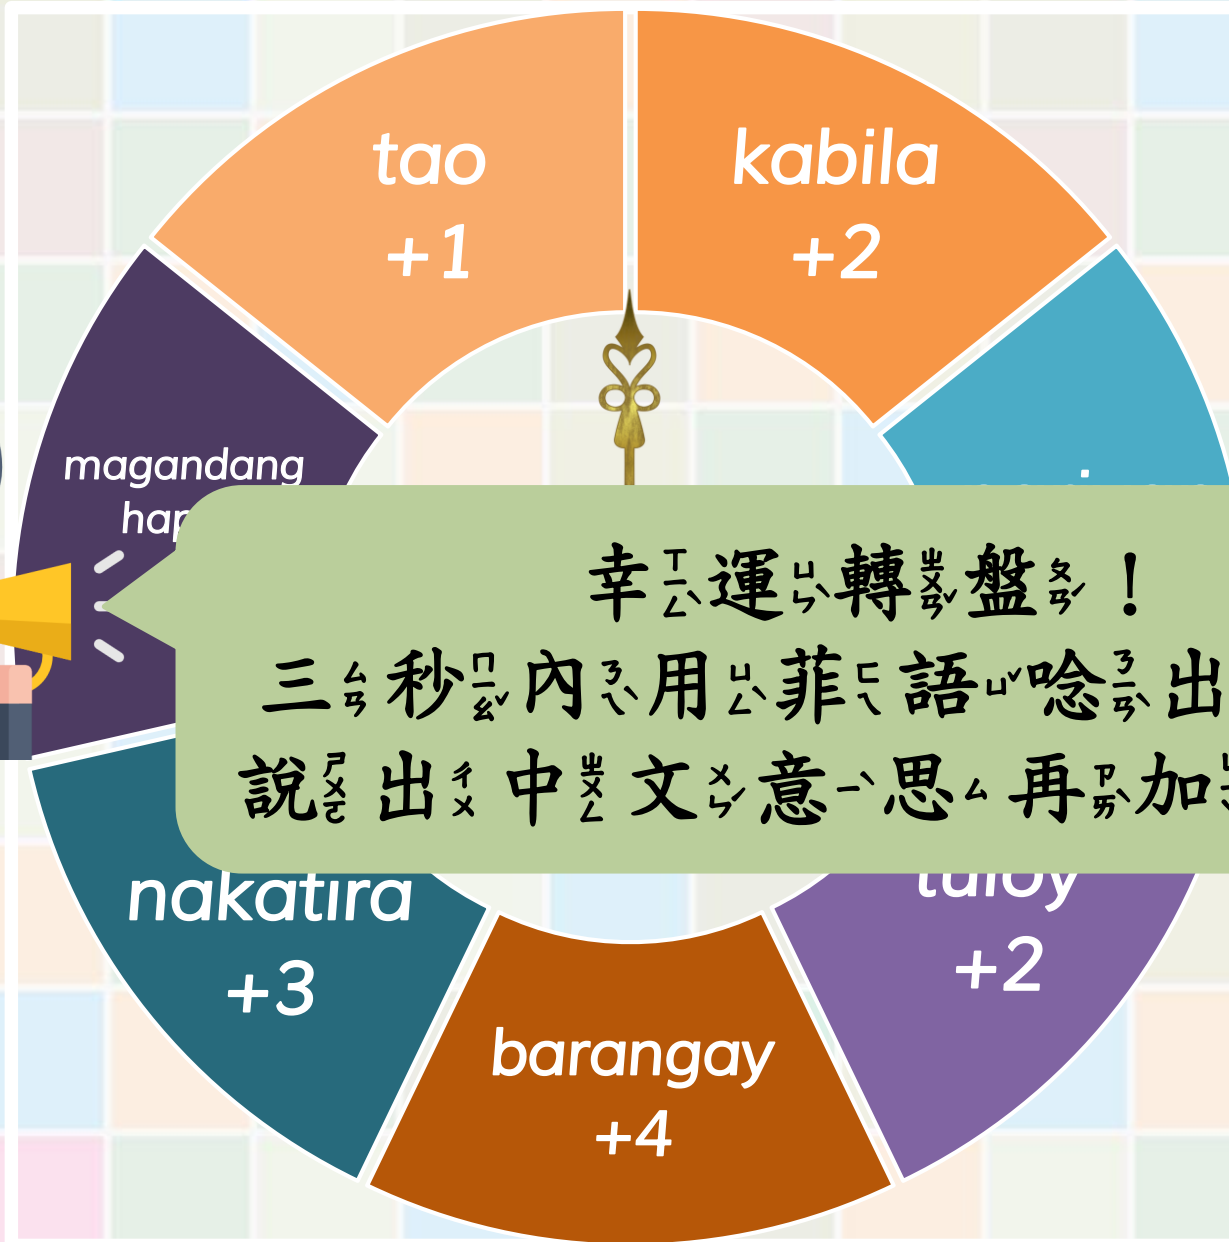 tao
+1
kabila
+2
magandang
幸運轉盤！
三秒內用菲語唸出
說出中文意思再加
nakatira
+3
tuloy
+2
barangay
+4